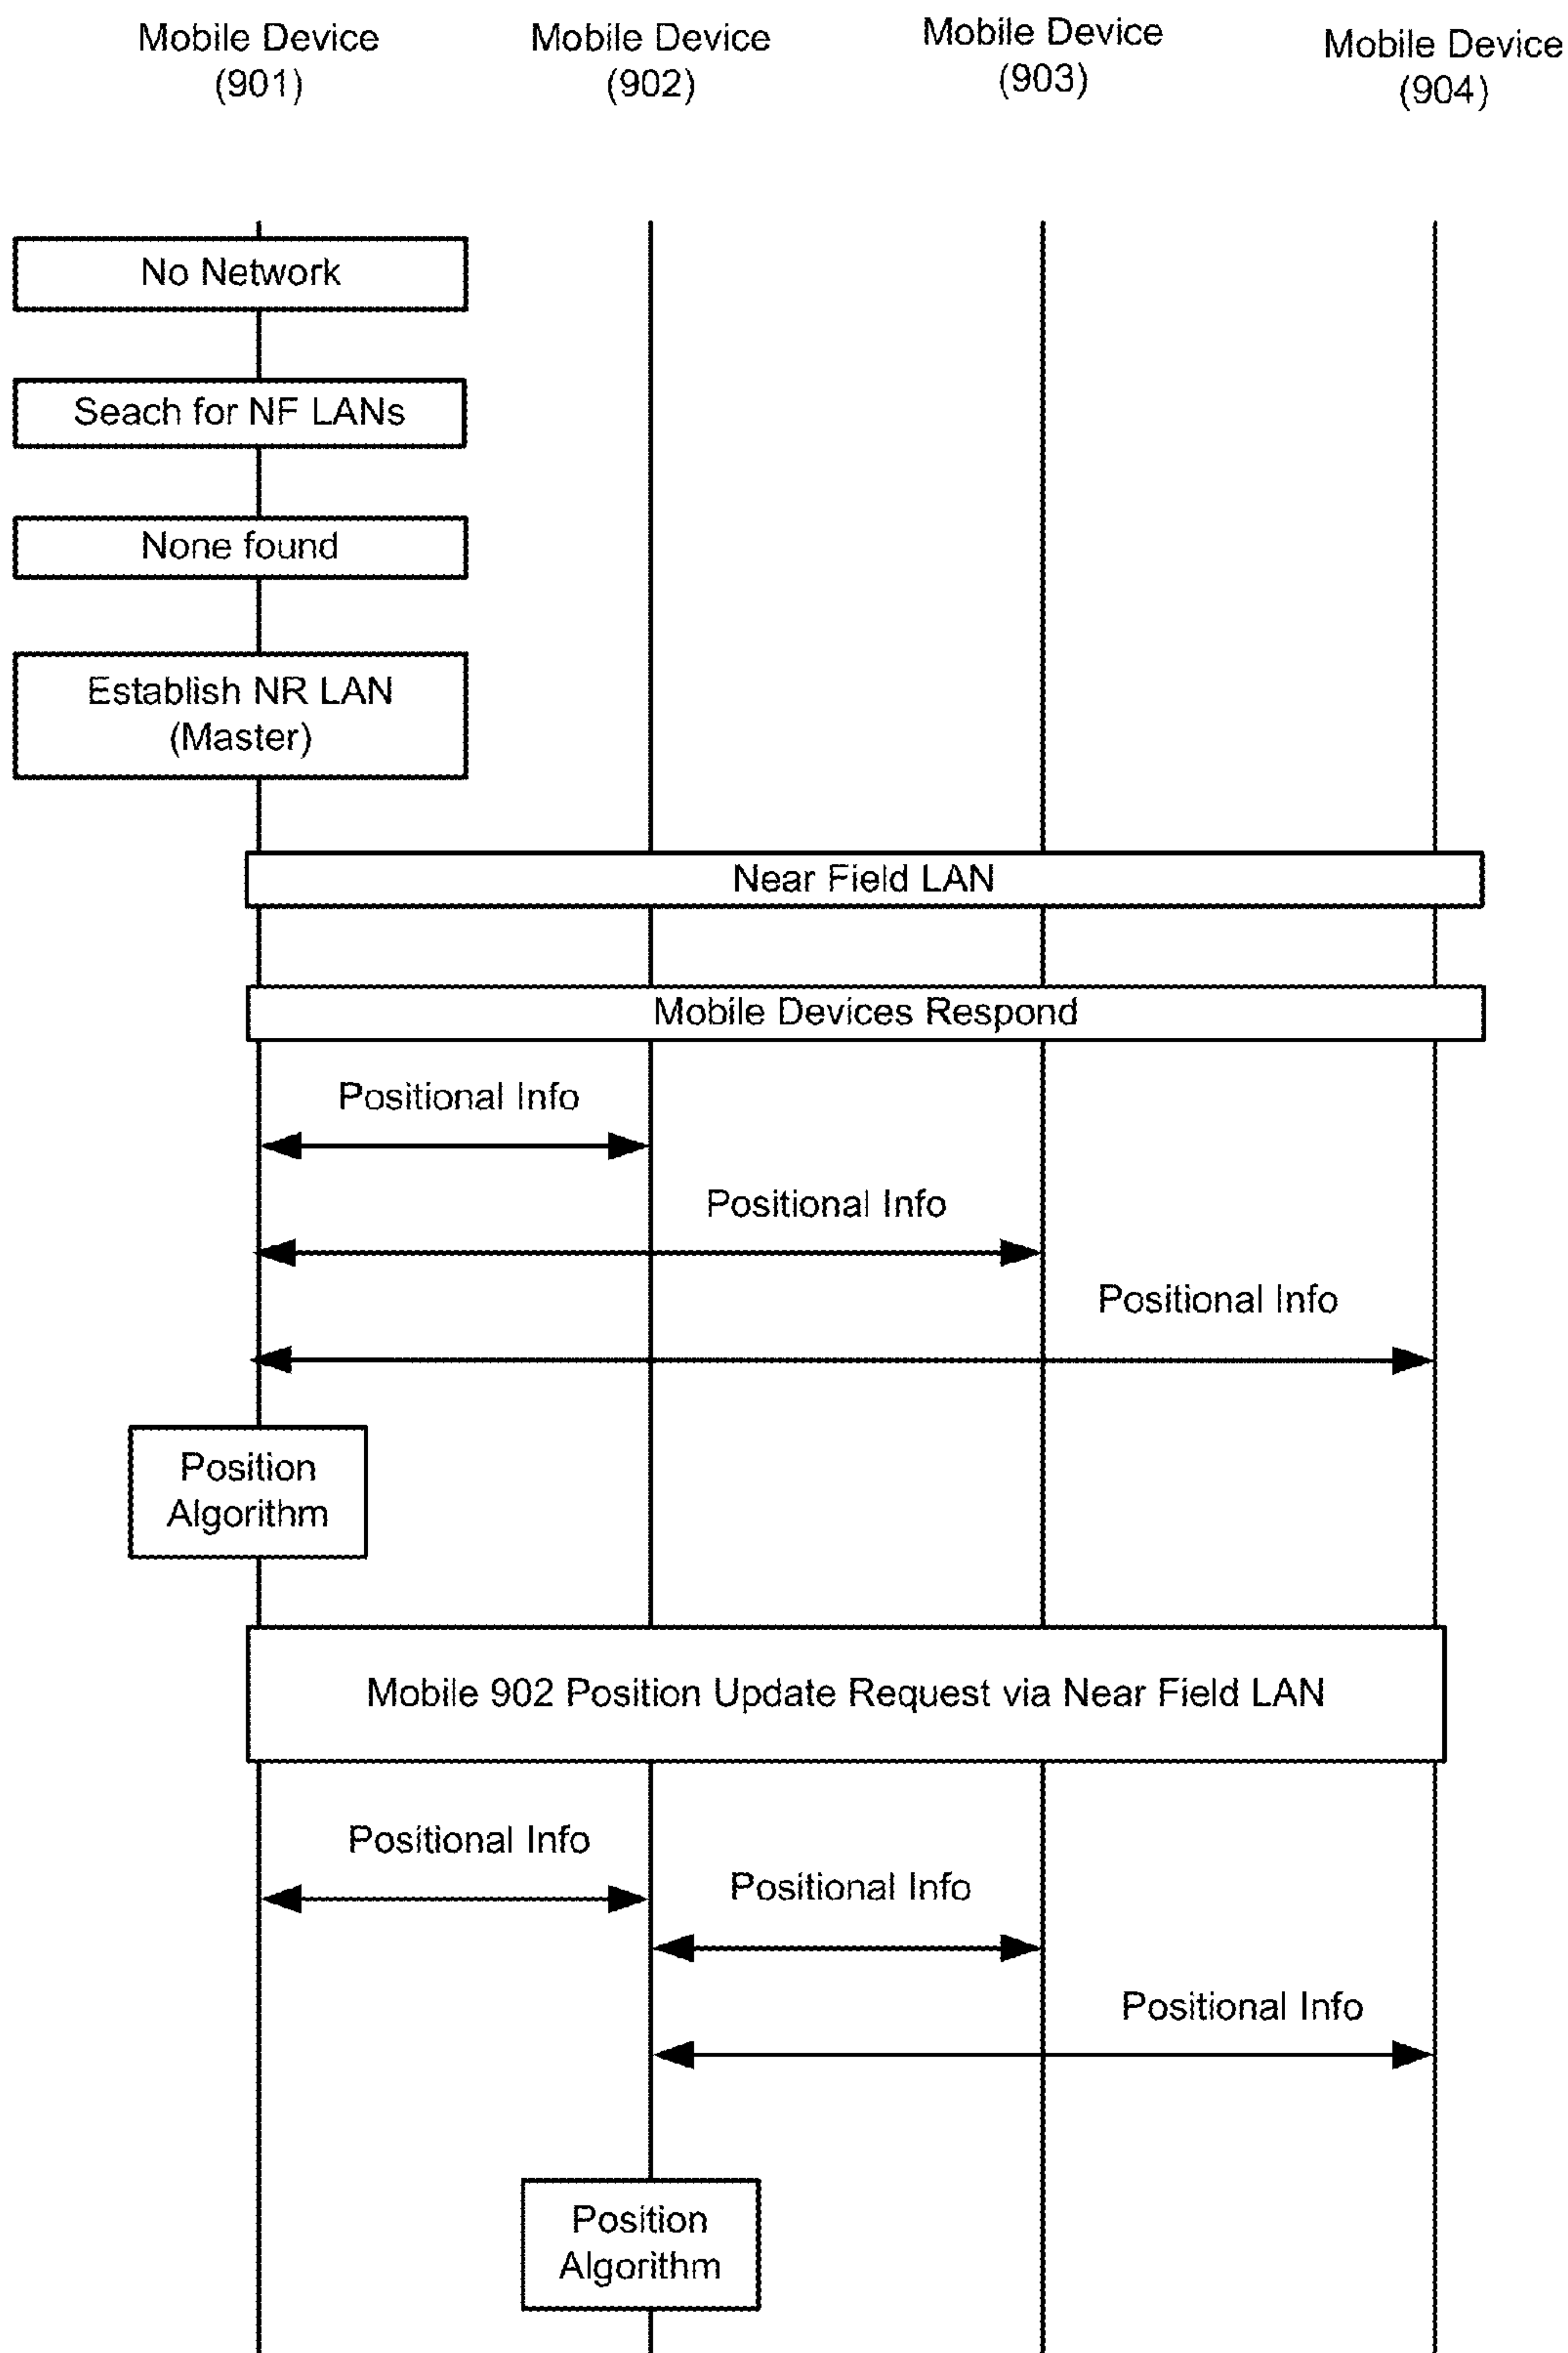 Mobile Device
(901)
Mobile Device
(902)
Mobile Device
(903)
Mobile Device
(904)
No Network
Seach for NF LANs
None found
Establish NR LAN
(Master)
Near Field LAN
Mobile Devices Respond
Positional Info
Positional Info
Positional Info
Position
Algorithm
Mobile 902 Position Update Request via Near Field LAN
Positional Info
Positional Info
Positional Info
Position
Algorithm